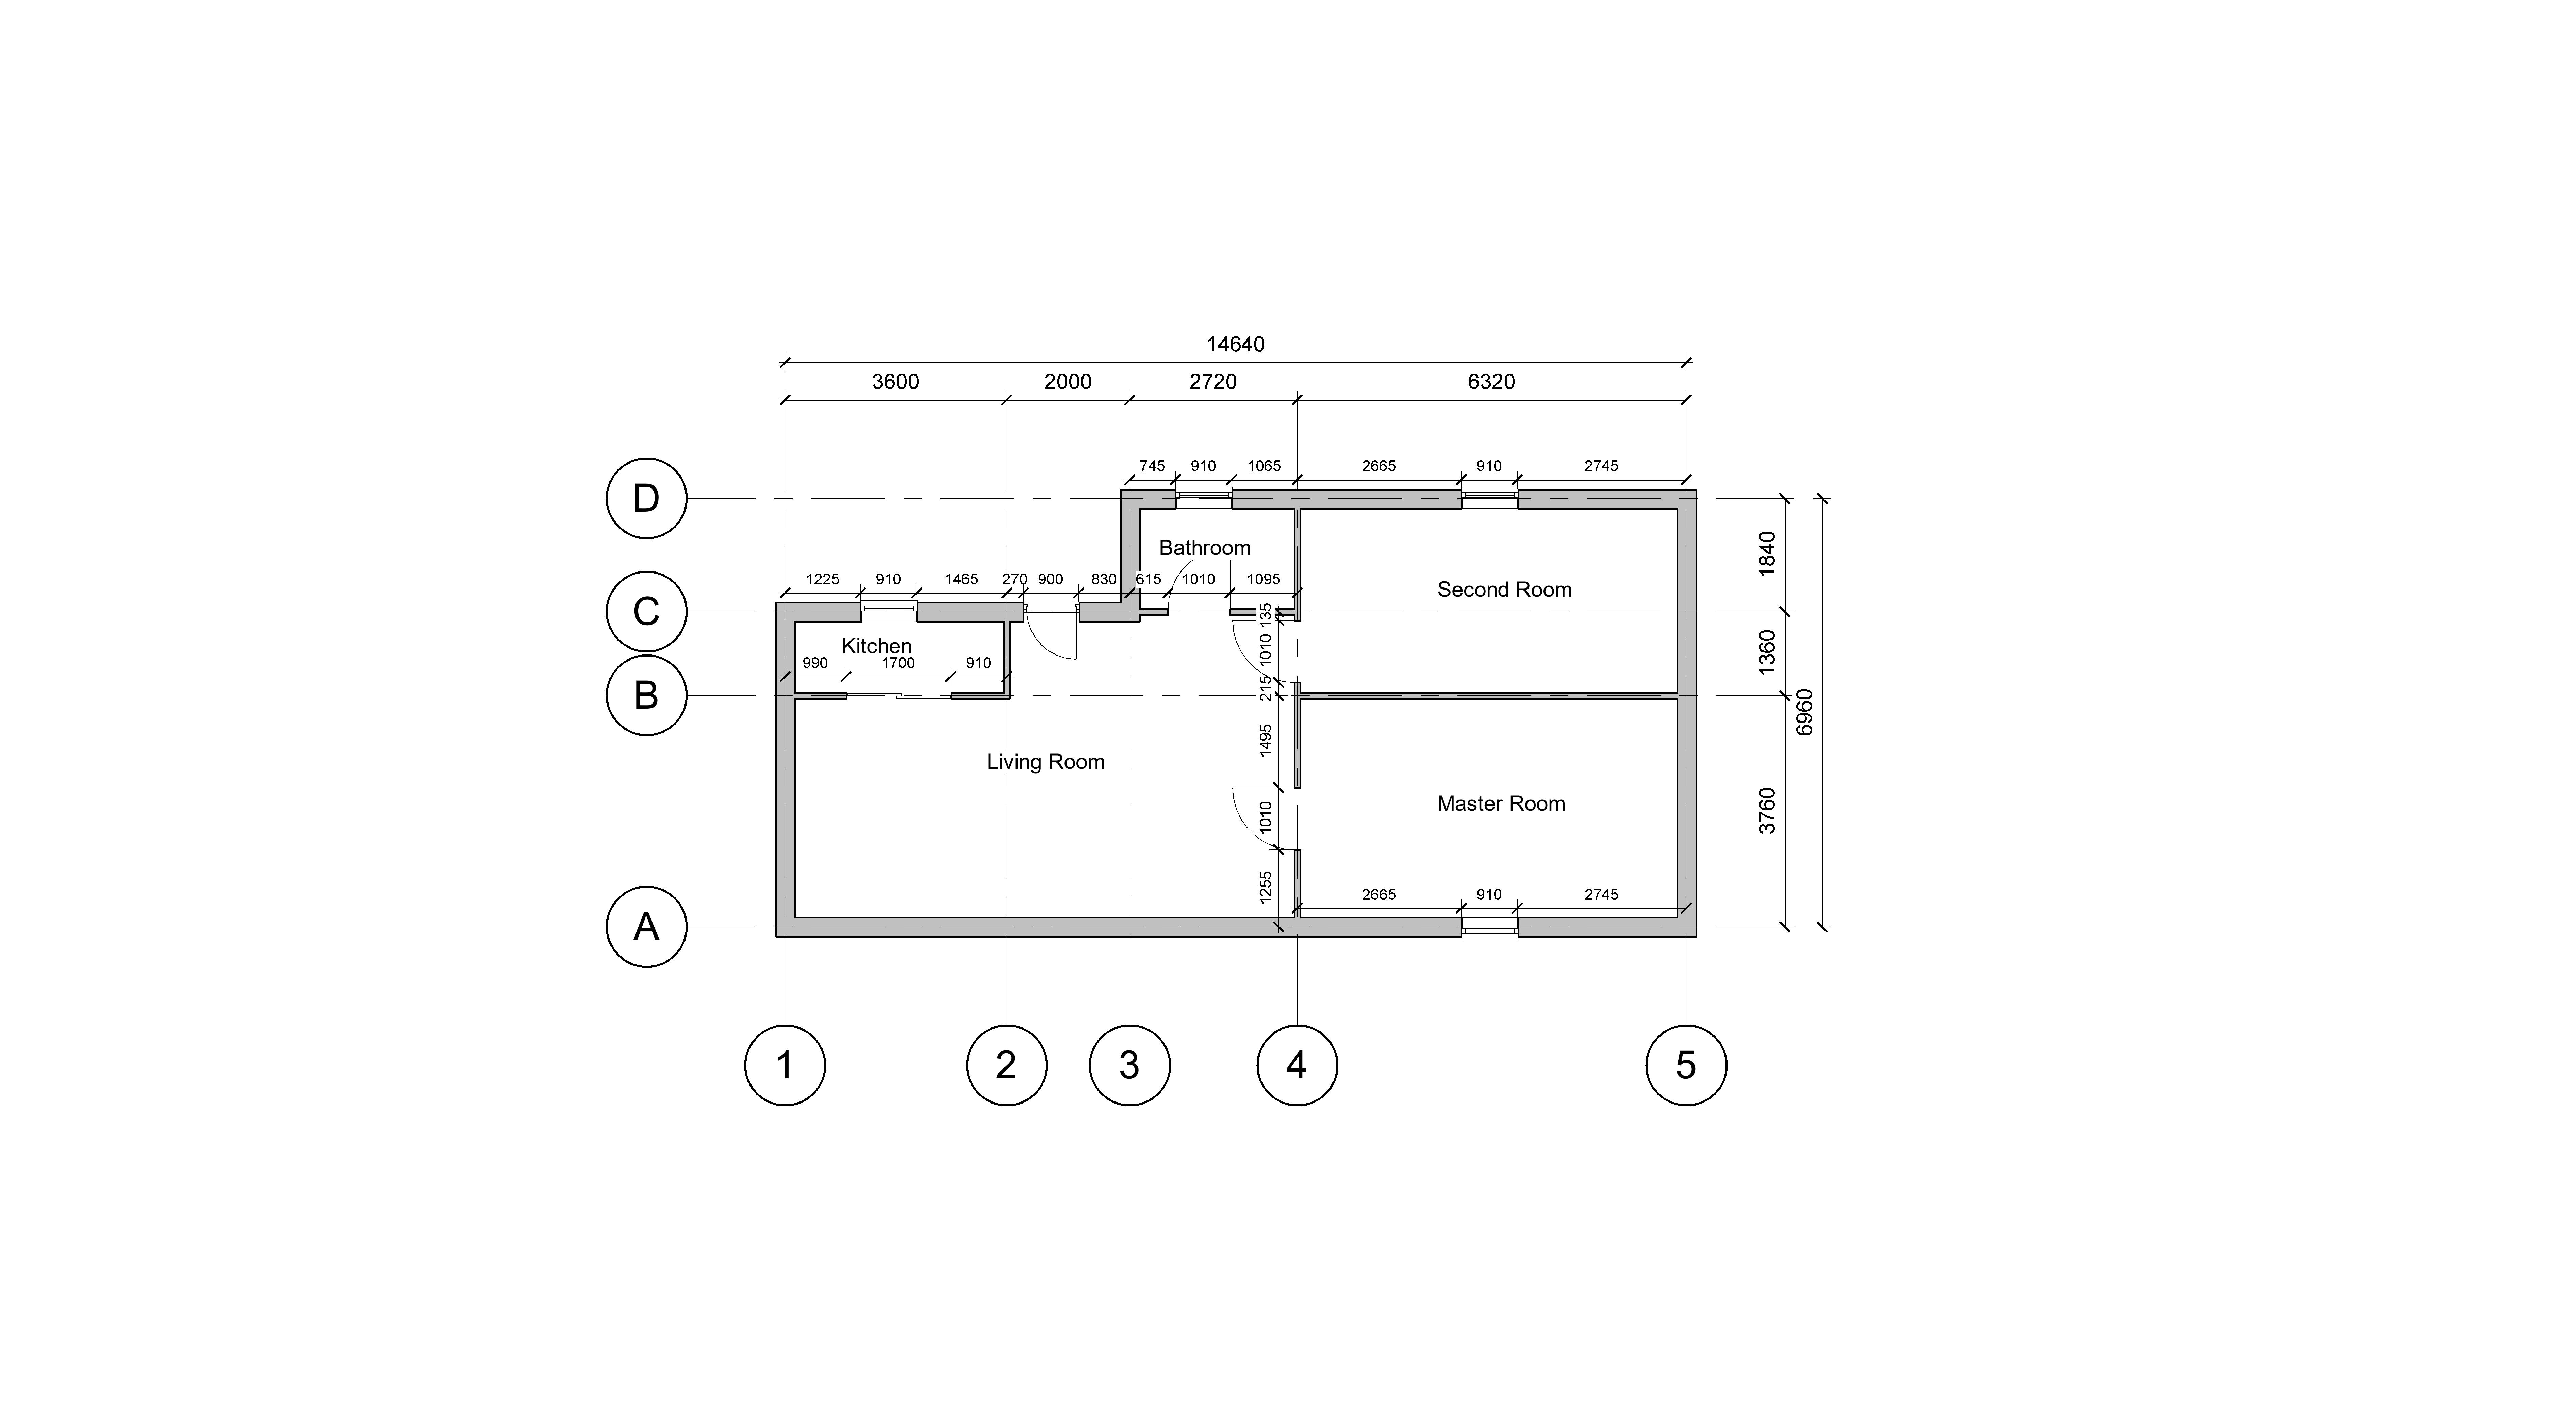 14640
3600 2000 2720 6320
745 910 1065 2665 910 2745
D
1840
Bathroom
1225 910 1465 270 900 830 615 1010 1095
Second Room
C
135
Kitchen
1010
1360
990 1700 910
B
215
6960
1495
Living Room
Master Room
1010
3760
1255
2665 910 2745
A
1 2 3 4 5